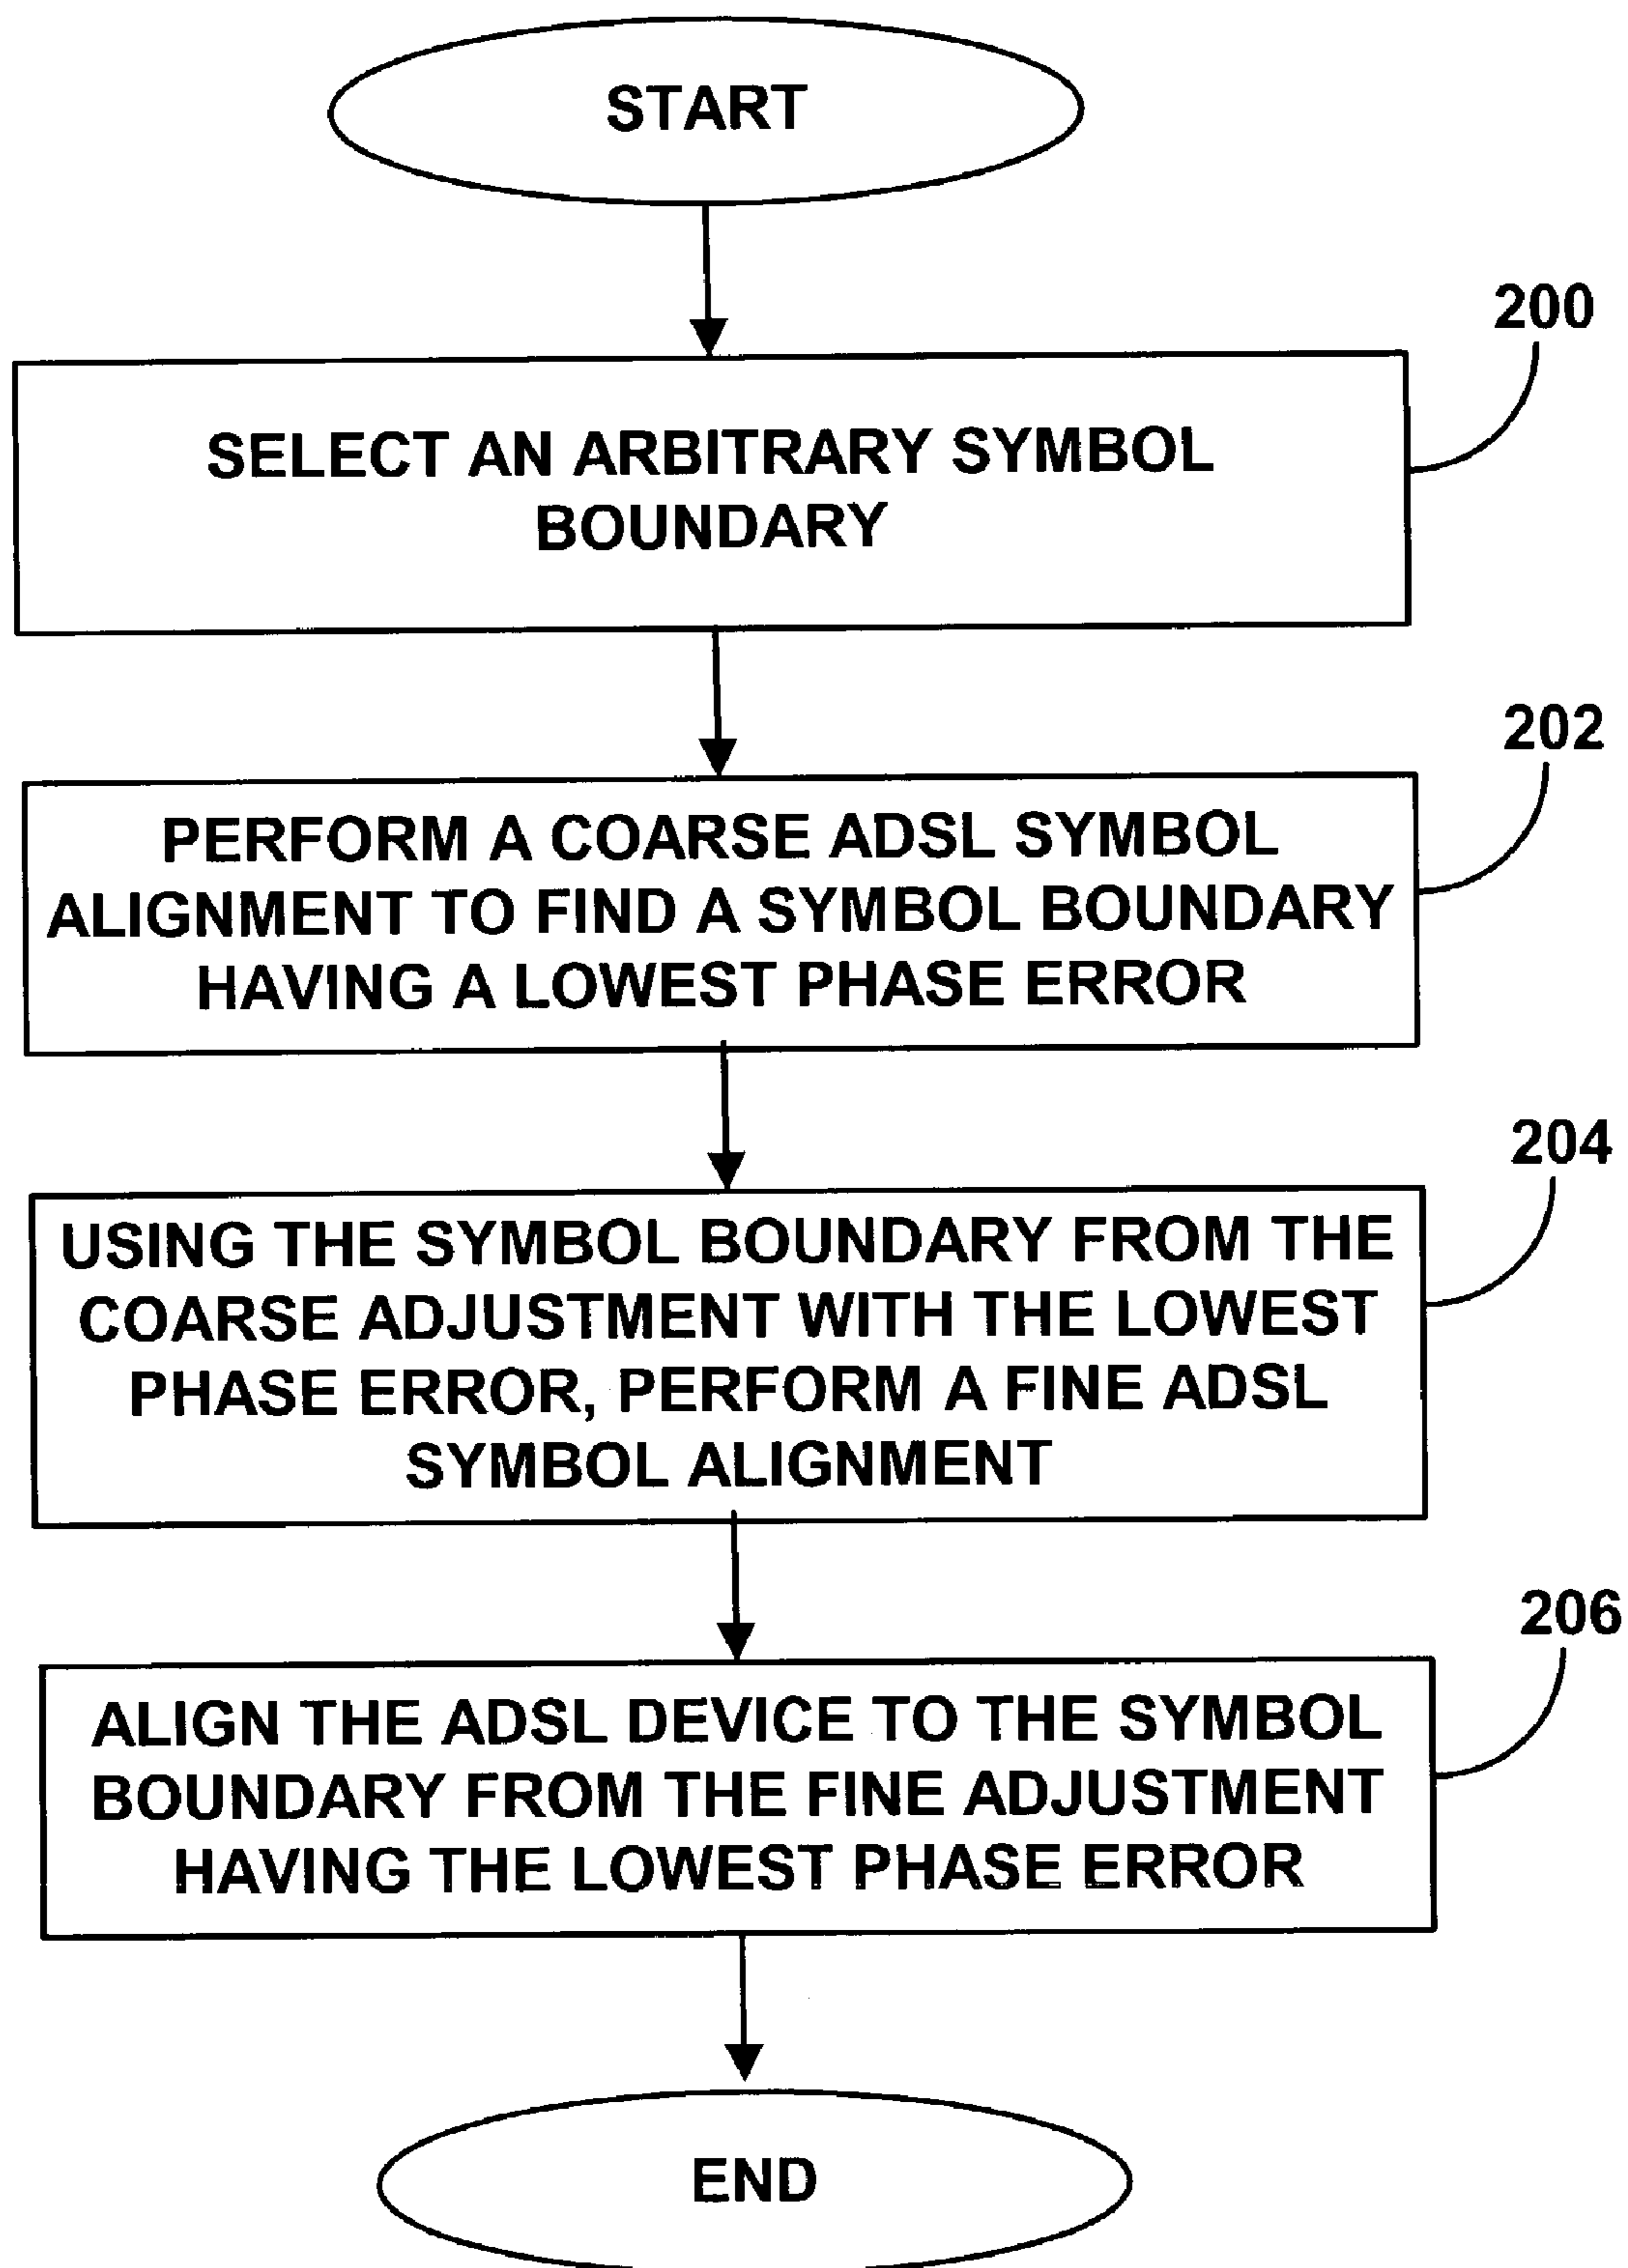 START
200
SELECT AN ARBITRARY SYMBOL
BOUNDARY
202
PERFORM A COARSE ADSL SYMBOL
ALIGNMENT TO FIND A SYMBOL BOUNDARY
HAVING A LOWEST PHASE ERROR
204
USING THE SYMBOL BOUNDARY FROM THE
COARSE ADJUSTMENT WITH THE LOWEST
PHASE ERROR, PERFORM A FINE ADSL
SYMBOL ALIGNMENT
206
ALIGN THE ADSL DEVICE TO THE SYMBOL
BOUNDARY FROM THE FINE ADJUSTMENT
HAVING THE LOWEST PHASE ERROR
END